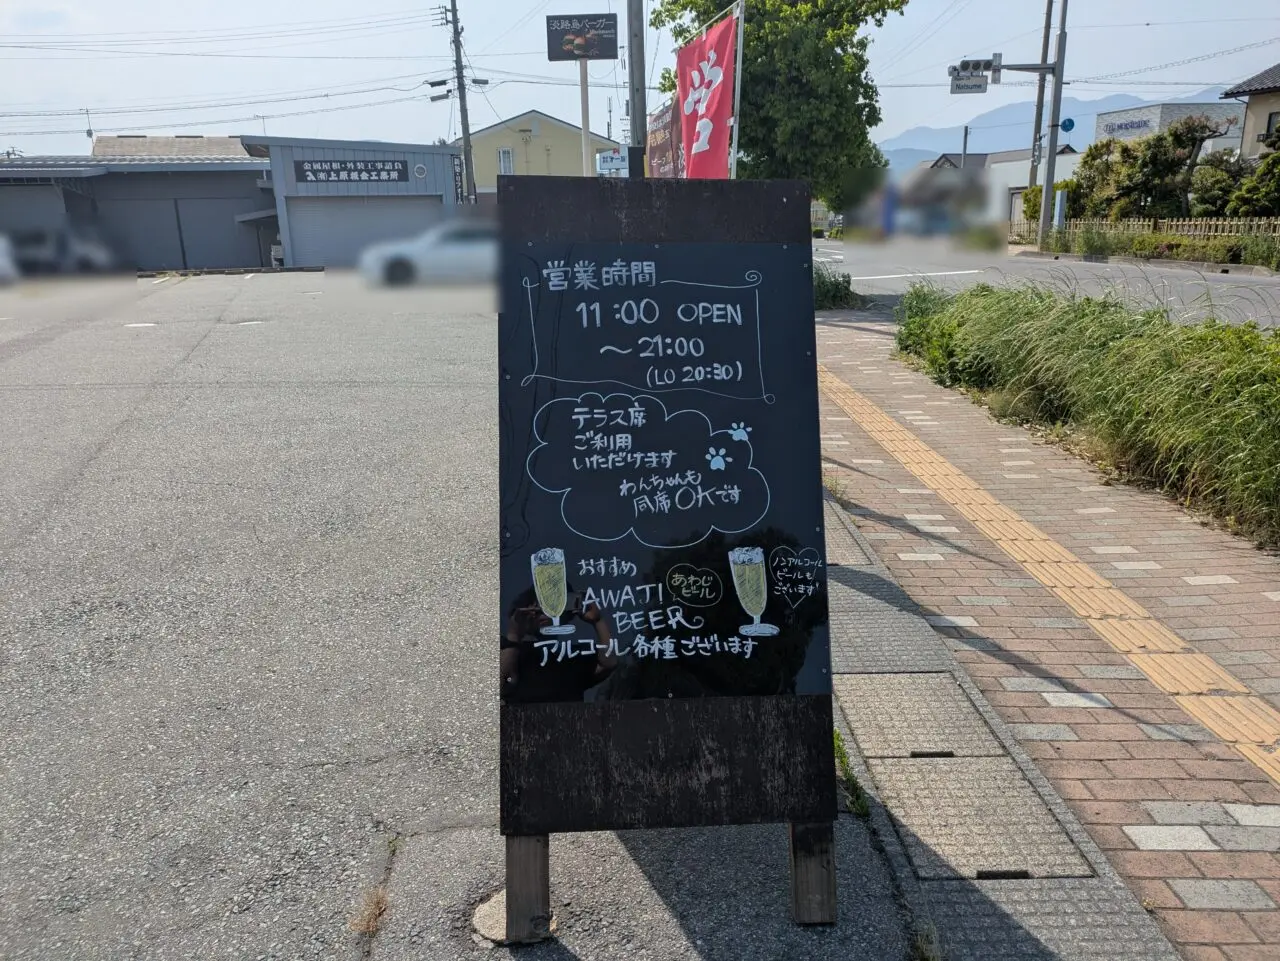 淡路島バーガー
営
Natsume
金属屋根・外装工事請負
(有)上原板金工業所
営業時間
11:00 OPEN
～21:00
(LO 20:30)
テラス席
ご利用
いただけます
わんちゃんも
同席OKです
おすすめ
AWAJI
BEER
あわじ
ビール
ノンアルコール
ビールも
ございます
アルコール各種ございます